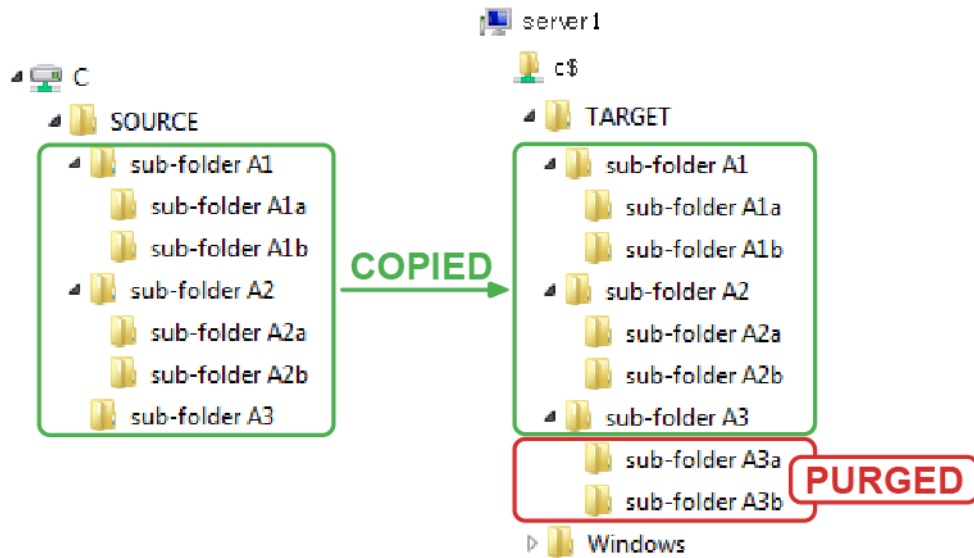 C
SOURCE
sub-folder A1
sub-folder A1a
sub-folder A1b
sub-folder A2
sub-folder A2a
sub-folder A2b
sub-folder A3
COPIED
server1
c$
TARGET
sub-folder A1
sub-folder A1a
sub-folder A1b
sub-folder A2
sub-folder A2a
sub-folder A2b
sub-folder A3
sub-folder A3a
sub-folder A3b
PURGED
Windows